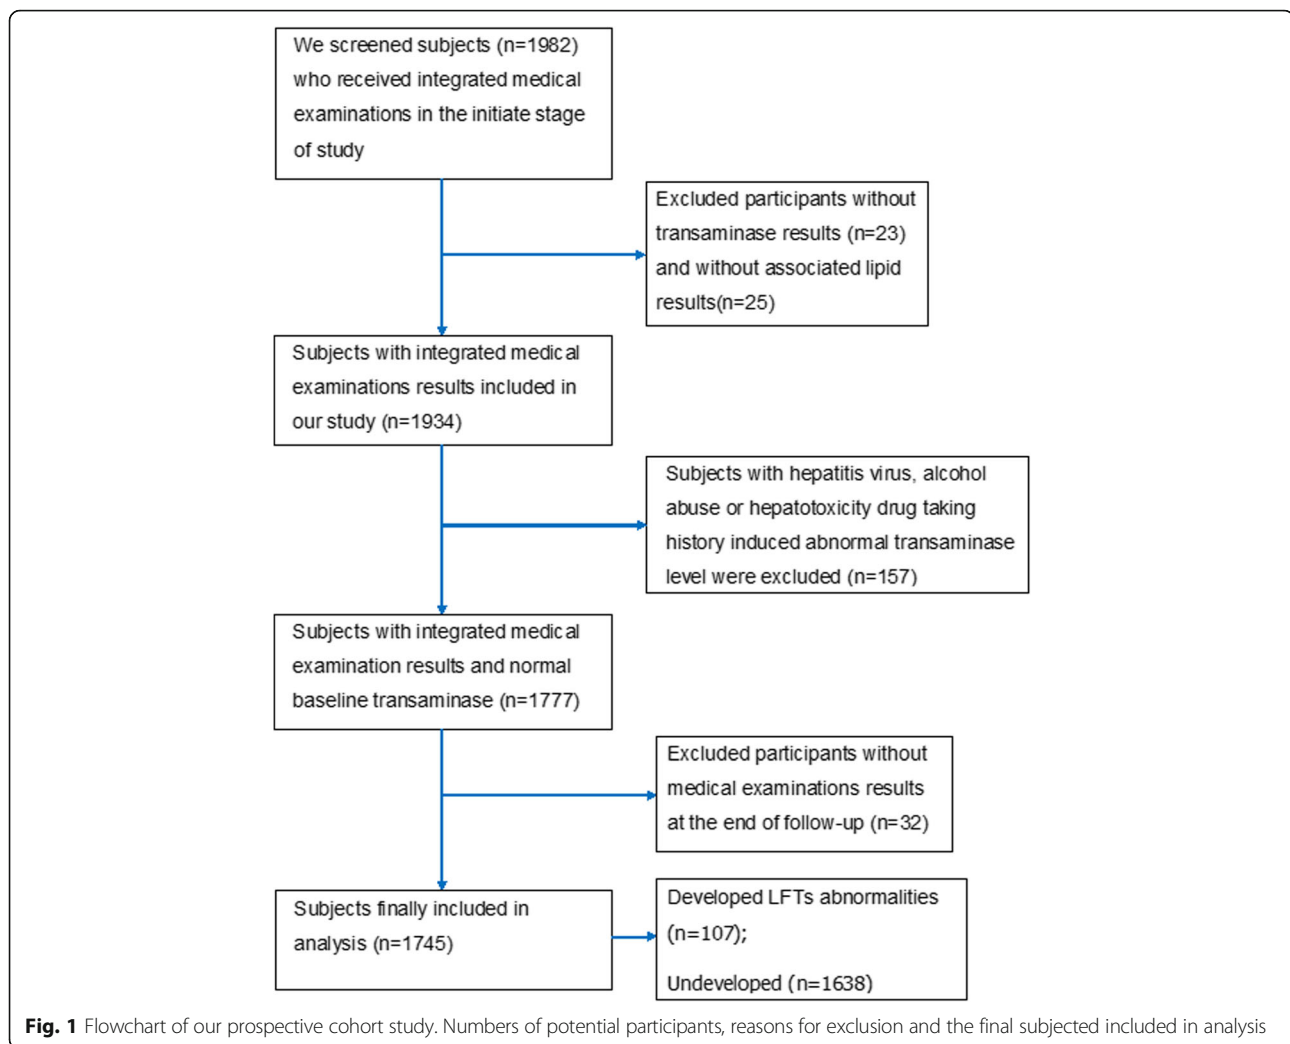 We screened subjects (n=1982)
who received integrated medical
examinations in the initiate stage
of study
Excluded participants without
transaminase results (n=23)
and without associated lipid
results(n=25)
Subjects with integrated medical
examinations results included in
our study (n=1934)
Subjects with hepatitis virus, alcohol
abuse or hepatotoxicity drug taking
history induced abnormal transaminase
level were excluded (n=157)
Subjects with integrated medical
examination results and normal
baseline transaminase (n=1777)
Excluded participants without
medical examinations results
at the end of follow-up (n=32)
Subjects finally included in
analysis (n=1745)
Developed LFTs abnormalities
(n=107);
Undeveloped (n=1638)
Fig. 1 Flowchart of our prospective cohort study. Numbers of potential participants, reasons for exclusion and the final subjected included in analysis